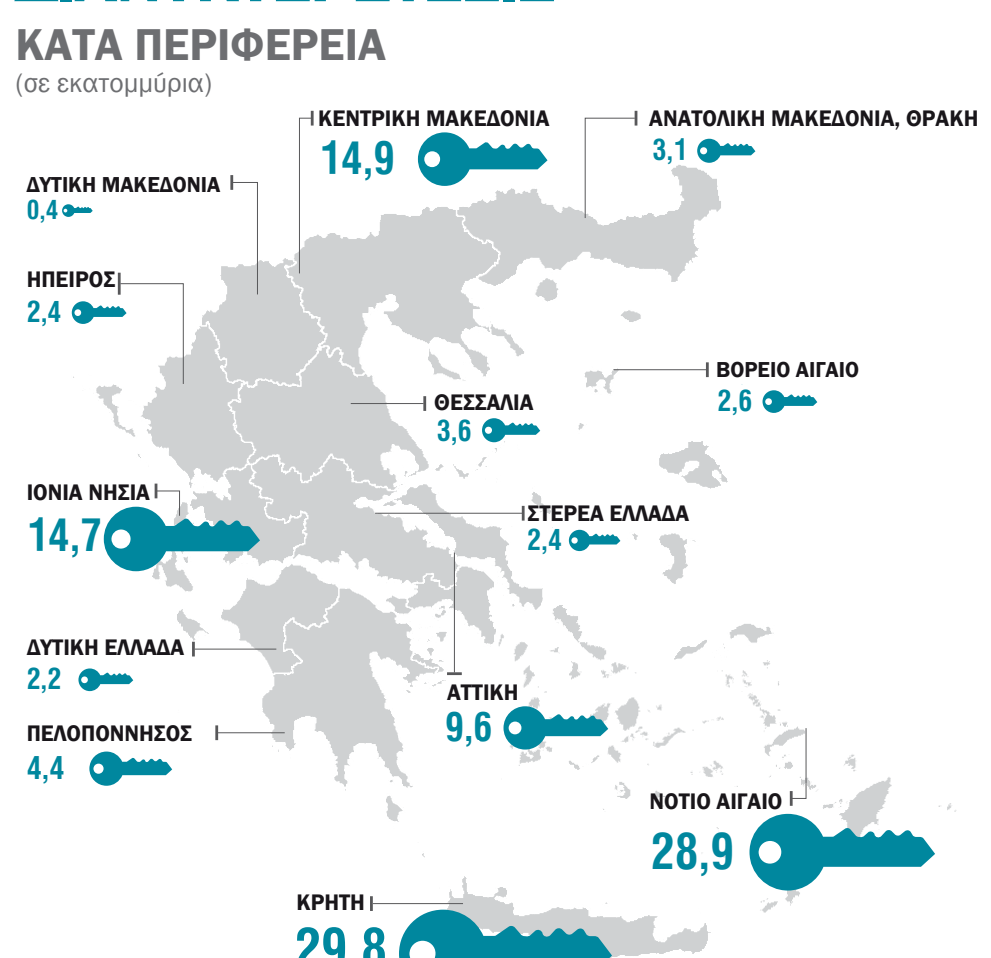 ΚΑΤΑ ΠΕΡΙΦΕΡΕΙΑ
(σε εκατομμύρια)
ΚΕΝΤΡΙΚΗ ΜΑΚΕΔΟΝΙΑ
14,9
ΑΝΑΤΟΛΙΚΗ ΜΑΚΕΔΟΝΙΑ, ΘΡΑΚΗ
3,1
ΔΥΤΙΚΗ ΜΑΚΕΔΟΝΙΑ
0,4
ΗΠΕΙΡΟΣ
2,4
ΒΟΡΕΙΟ ΑΙΓΑΙΟ
2,6
ΘΕΣΣΑΛΙΑ
3,6
ΙΟΝΙΑ ΝΗΣΙΑ
14,7
ΣΤΕΡΕΑ ΕΛΛΑΔΑ
2,4
ΔΥΤΙΚΗ ΕΛΛΑΔΑ
2,2
ΑΤΤΙΚΗ
9,6
ΠΕΛΟΠΟΝΝΗΣΟΣ
4,4
ΝΟΤΙΟ ΑΙΓΑΙΟ
28,9
ΚΡΗΤΗ
29,8